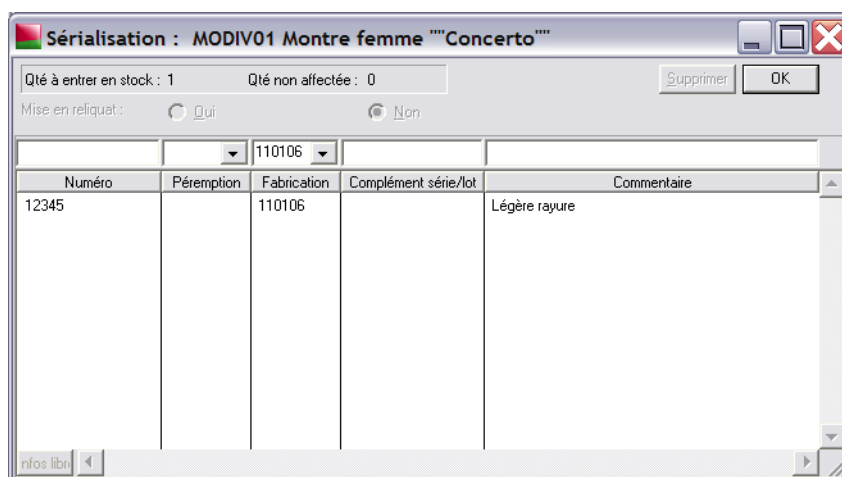 Sérialisation : MODIV01 Montre femme ""Concerto""
Qté à entrer en stock : 1 Qté non affectée : 0 Supprimer OK
Mise en reliquat : Oui Non
110106
Numéro Péremption Fabrication Complément série/lot Commentaire
12345 110106 Légère rayure
nfos libr